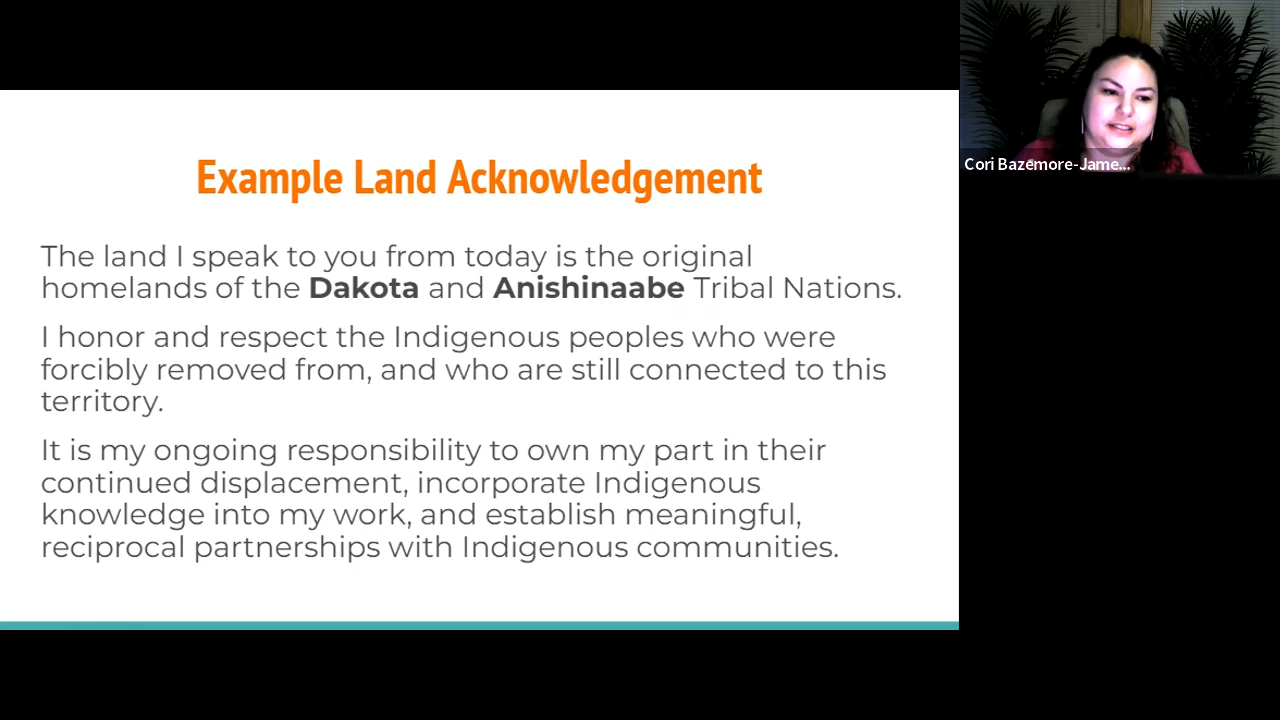 Example Land Acknowledgement
The land I speak to you from today is the original
homelands of the Dakota and Anishinaabe Tribal Nations.
I honor and respect the Indigenous peoples who were
forcibly removed from, and who are still connected to this
territory.
It is my ongoing responsibility to own my part in their
continued displacement, incorporate Indigenous
knowledge into my work, and establish meaningful,
reciprocal partnerships with Indigenous communities.
Cori Bazemore-Jame...